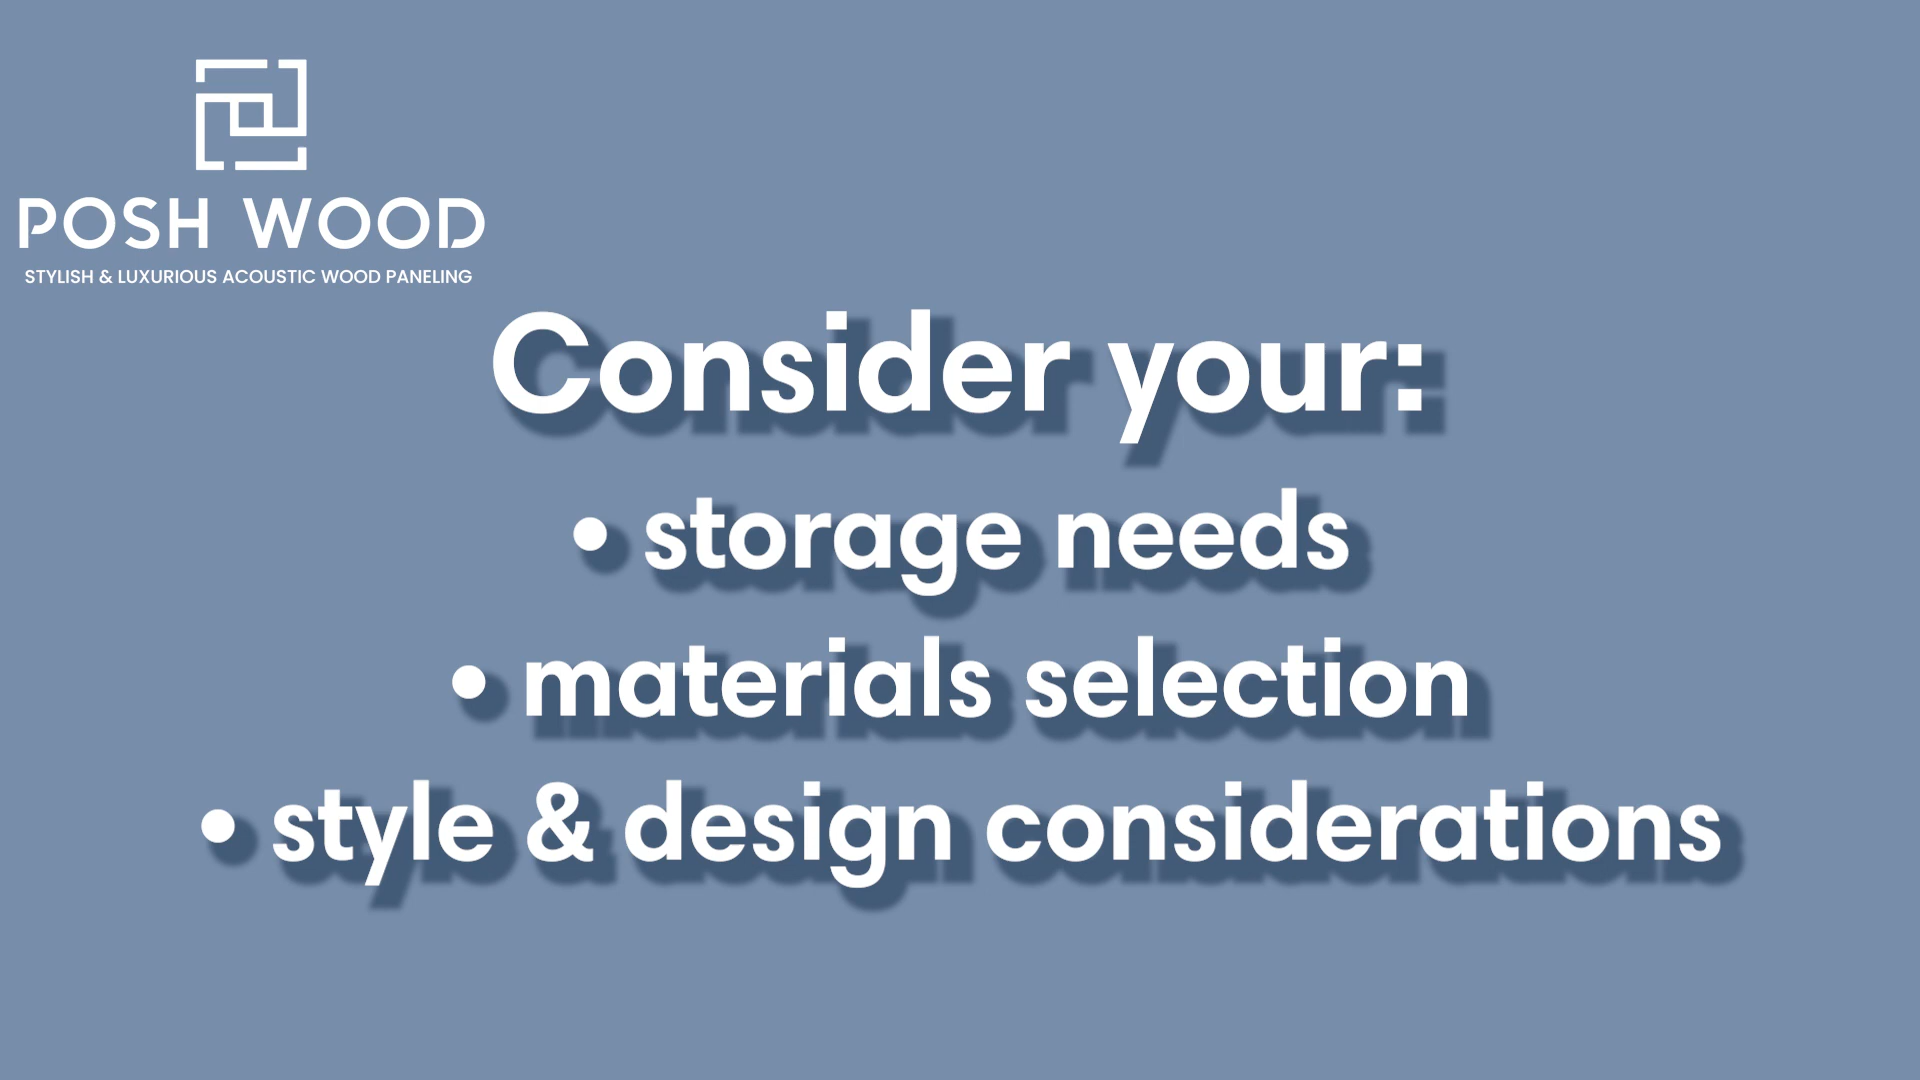 POSH WOOD
STYLISH & LUXURIOUS ACOUSTIC WOOD PANELING
Consider your:
• storage needs
• materials selection
• style & design considerations